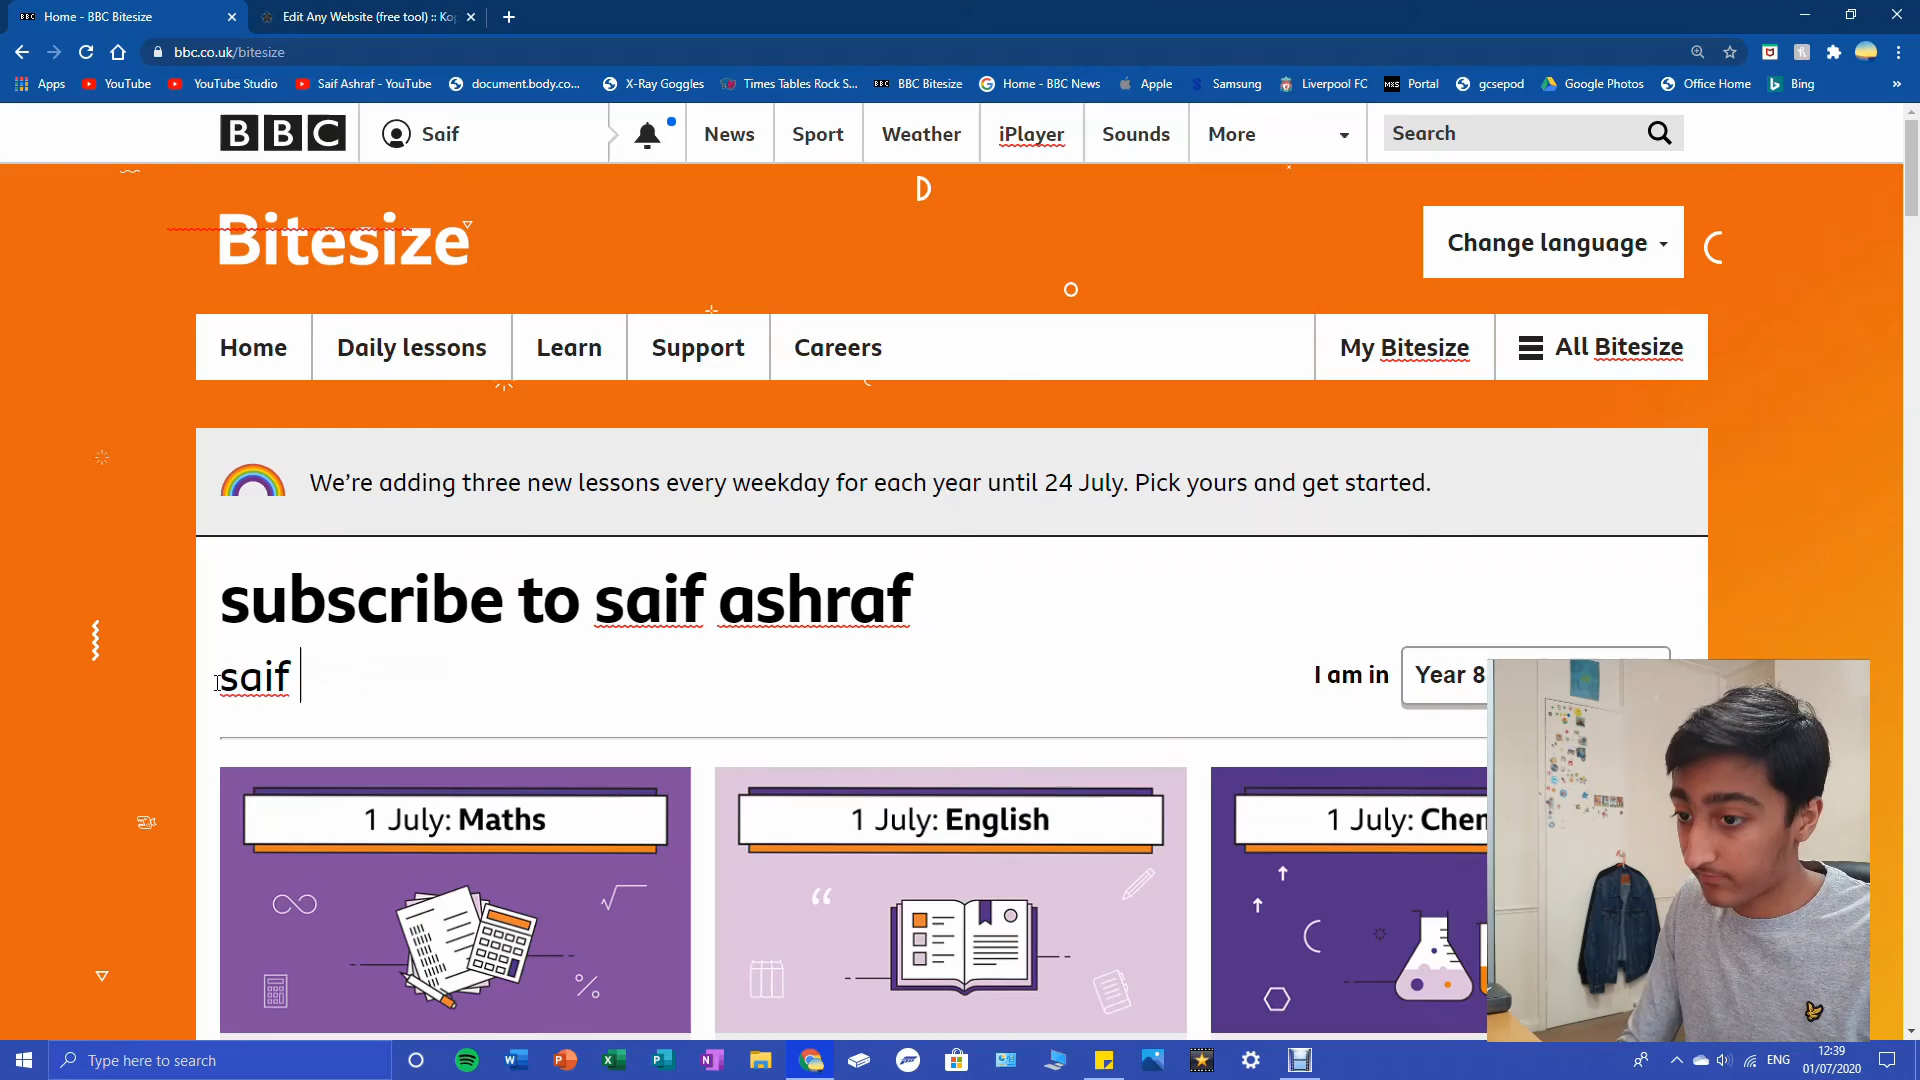 Home - BBC Bitesize
Edit Any Website (free tool) :: Ko
bbc.co.uk/bitesize
Apps YouTube YouTube Studio Saif Ashraf - YouTube document.body.co... X-Ray Goggles Times Tables Rock S... BBC Bitesize Home - BBC News Apple Samsung Liverpool FC Portal gcsepod Google Photos Office Home Bing »
BBC Saif News Sport Weather iPlayer Sounds More Search
Bitesize
Change language
Home Daily lessons Learn Support Careers My Bitesize All Bitesize
We’re adding three new lessons every weekday for each year until 24 July. Pick yours and get started.
subscribe to saif ashraf
saif
I am in Year 8
1 July: Maths
1 July: English
1 July: Chem
Type here to search
ENG
12:39
01/07/2020